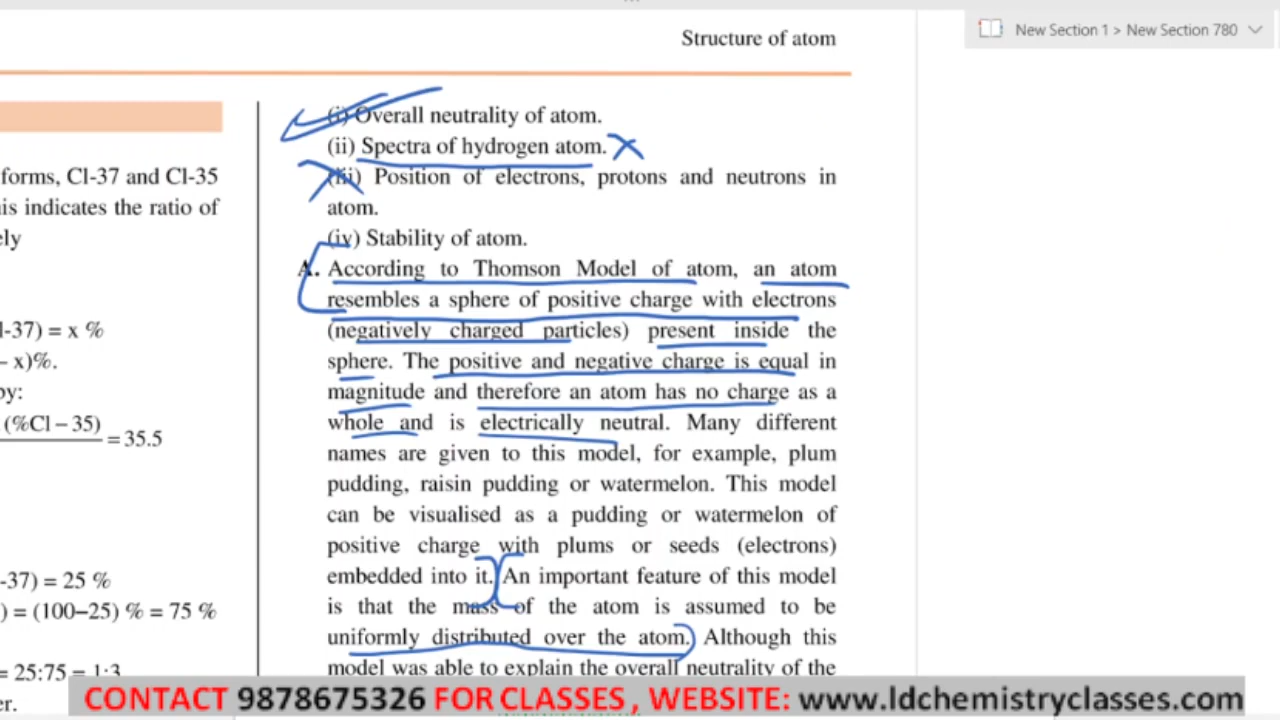 New Section 1 > New Section 780
Structure of atom
forms, Cl-37 and Cl-35
is indicates the ratio of
ely
l-37) = x %
– x)%.
by:
(%Cl – 35)
= 35.5
-37) = 25 %
) = (100–25) % = 75 %
= 25:75 = 1:3
er.
(i) Overall neutrality of atom.
(ii) Spectra of hydrogen atom.
(iii) Position of electrons, protons and neutrons in
atom.
(iv) Stability of atom.
A. According to Thomson Model of atom, an atom
resembles a sphere of positive charge with electrons
(negatively charged particles) present inside the
sphere. The positive and negative charge is equal in
magnitude and therefore an atom has no charge as a
whole and is electrically neutral. Many different
names are given to this model, for example, plum
pudding, raisin pudding or watermelon. This model
can be visualised as a pudding or watermelon of
positive charge with plums or seeds (electrons)
embedded into it. An important feature of this model
is that the mass of the atom is assumed to be
uniformly distributed over the atom. Although this
model was able to explain the overall neutrality of the
CONTACT 9878675326 FOR CLASSES , WEBSITE: www.ldchemistryclasses.com